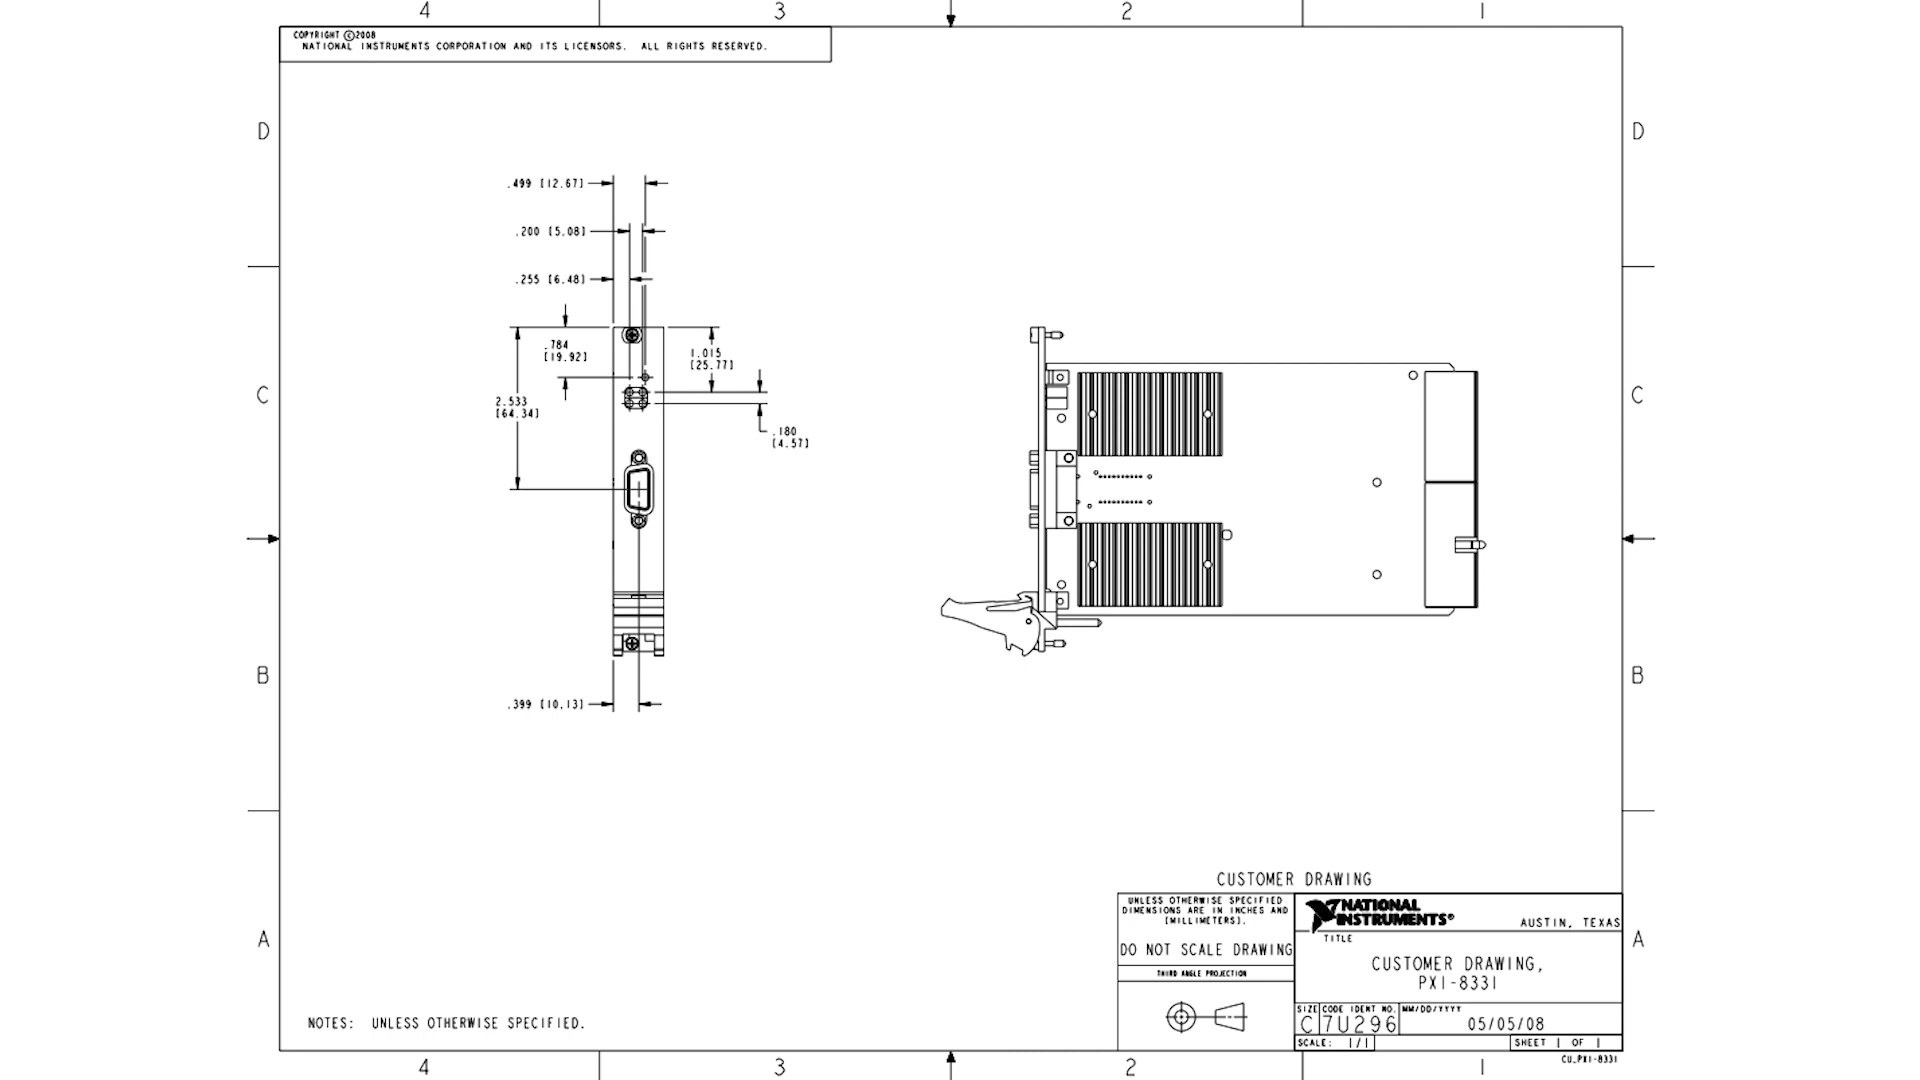 4 3 2 1
COPYRIGHT ©2008
NATIONAL INSTRUMENTS CORPORATION AND ITS LICENSORS. ALL RIGHTS RESERVED.
D D
.499 [12.67]
.200 [5.08]
.255 [6.48]
.784
[19.92]
1.015
[25.77]
C C
2.533
[64.34]
.180
[4.57]
B B
.399 [10.13]
CUSTOMER DRAWING
UNLESS OTHERWISE SPECIFIED
DIMENSIONS ARE IN INCHES AND
[MILLIMETERS].
DO NOT SCALE DRAWING
THIRD ANGLE PROJECTION
NATIONAL
INSTRUMENTS®
AUSTIN, TEXAS
TITLE
CUSTOMER DRAWING,
PXI-8331
A A
SIZE CODE IDENT NO. MM/DD/YYYY
C 7U296 05/05/08
SCALE: 1/1 SHEET 1 OF 1
CU_PXI-8331
NOTES: UNLESS OTHERWISE SPECIFIED.
4 3 2 1